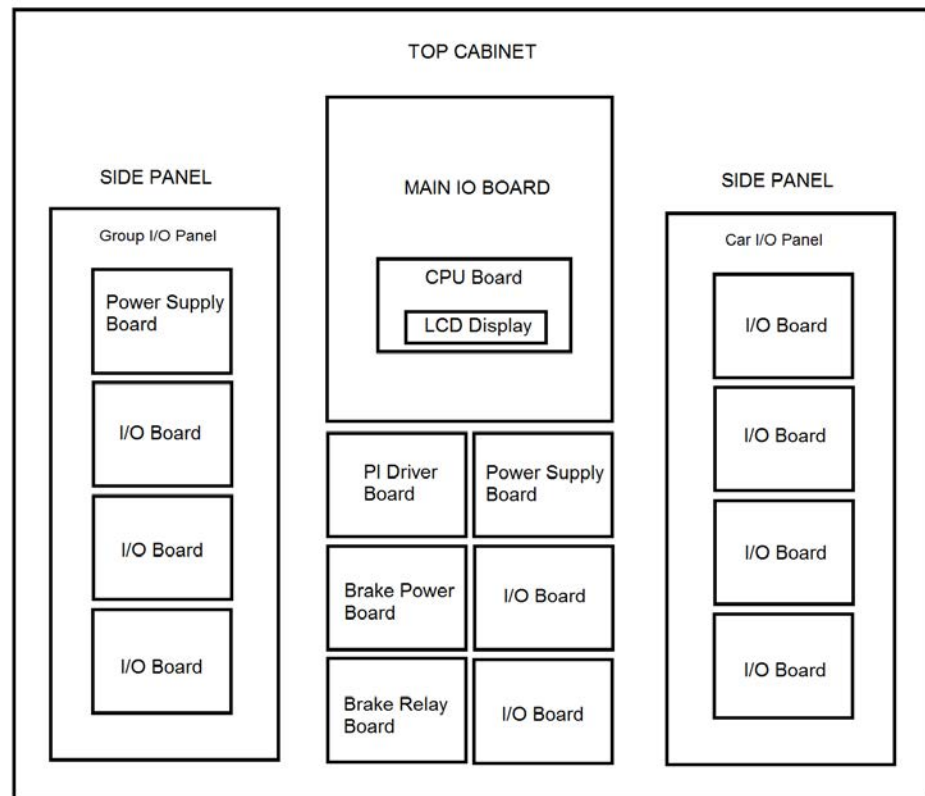 TOP CABINET
SIDE PANEL
Group I/O Panel
Power Supply
Board
I/O Board
I/O Board
I/O Board
MAIN IO BOARD
CPU Board
LCD Display
PI Driver
Board
Power Supply
Board
Brake Power
Board
I/O Board
Brake Relay
Board
I/O Board
SIDE PANEL
Car I/O Panel
I/O Board
I/O Board
I/O Board
I/O Board